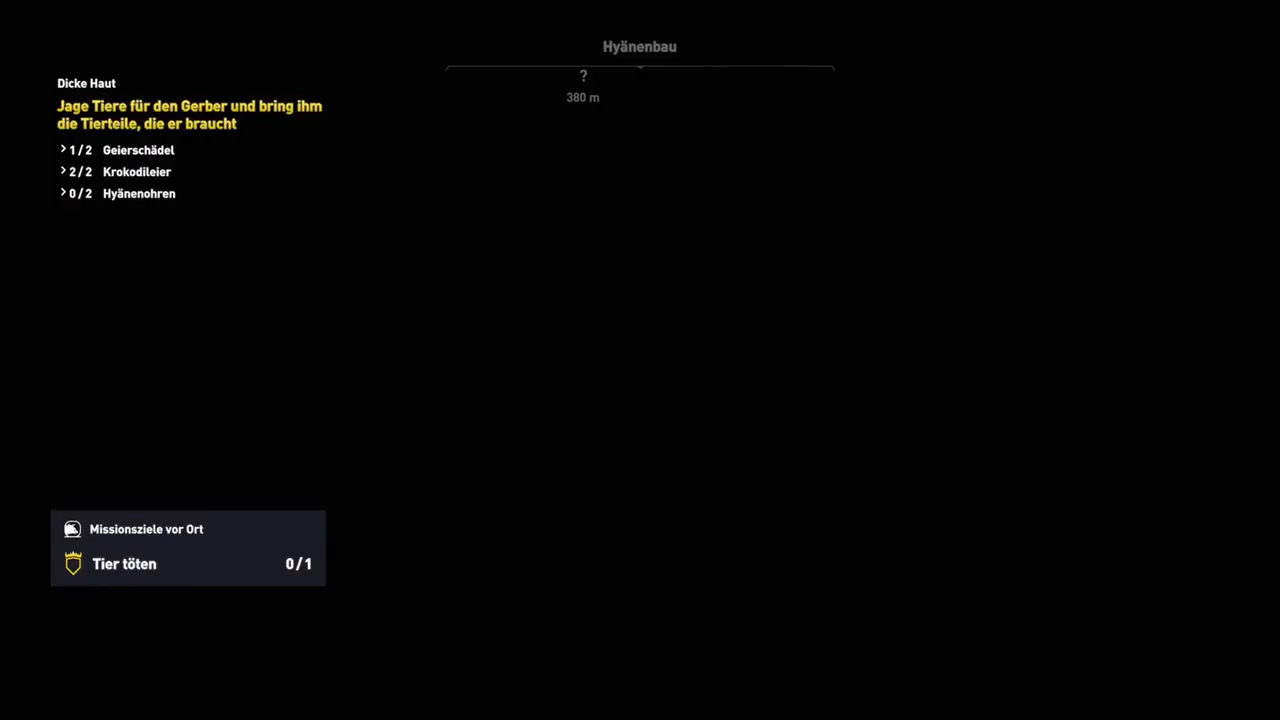 Hyänenbau
?
380 m
Dicke Haut
Jage Tiere für den Gerber und bring ihm
die Tierteile, die er braucht
> 1/2 Geierschädel
> 2/2 Krokodileier
> 0/2 Hyänenohren
Missionsziele vor Ort
Tier töten 0/1